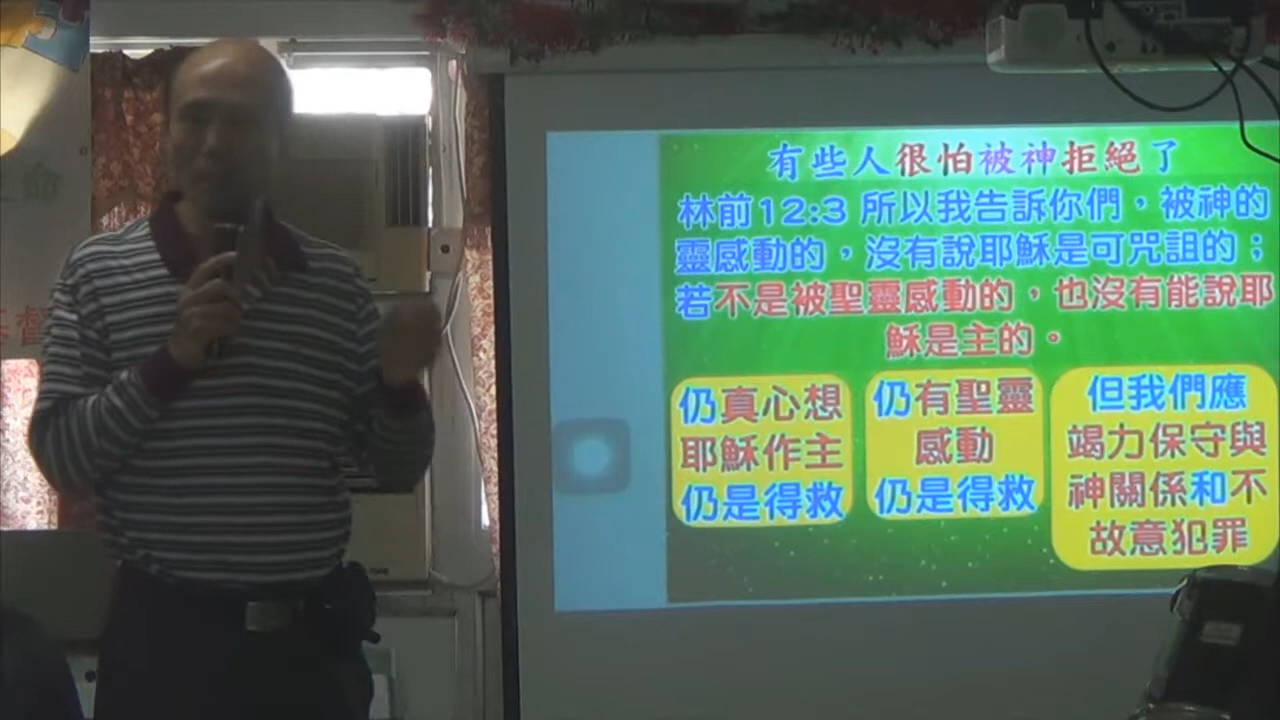 有些人很怕被神拒絕了
林前12:3 所以我告訴你們，被神的
靈感動的，沒有說耶穌是可咒詛的；
若不是被聖靈感動的，也沒有能說耶
穌是主的。
仍真心想
耶穌作主
仍是得救
仍有聖靈
感動
仍是得救
但我們應
竭力保守與
神關係和不
故意犯罪
督
命